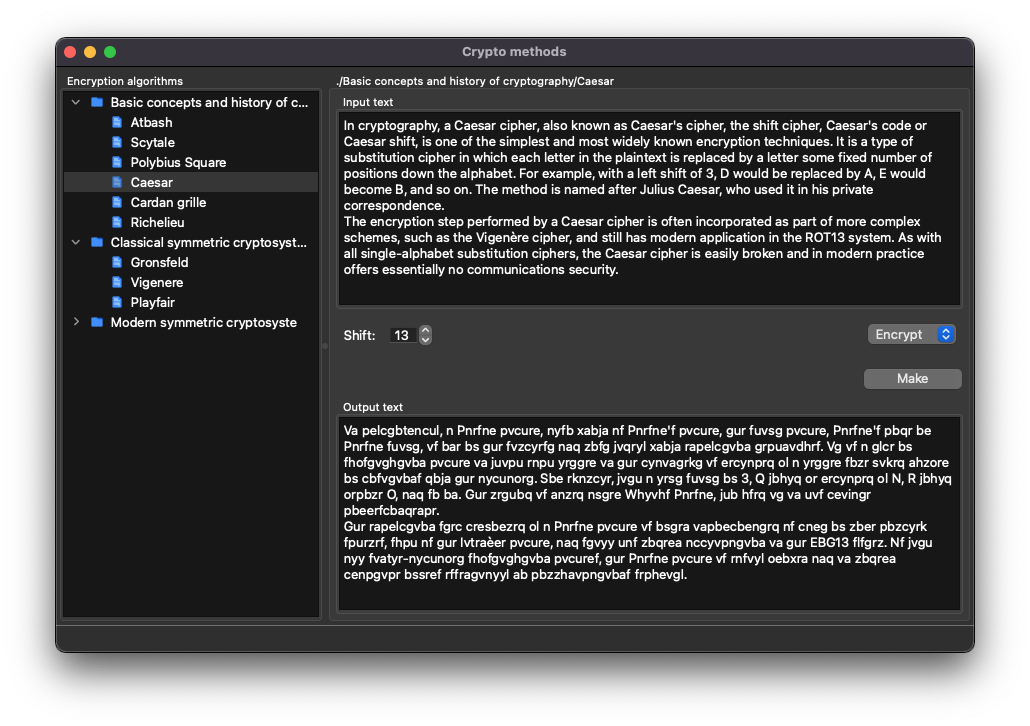 Crypto methods
Encryption algorithms
Basic concepts and history of c...
Atbash
Scytale
Polybius Square
Caesar
Cardan grille
Richelieu
Classical symmetric cryptosyst...
Gronsfeld
Vigenere
Playfair
Modern symmetric cryptosyste
./Basic concepts and history of cryptography/Caesar
Input text
In cryptography, a Caesar cipher, also known as Caesar's cipher, the shift cipher, Caesar's code or
Caesar shift, is one of the simplest and most widely known encryption techniques. It is a type of
substitution cipher in which each letter in the plaintext is replaced by a letter some fixed number of
positions down the alphabet. For example, with a left shift of 3, D would be replaced by A, E would
become B, and so on. The method is named after Julius Caesar, who used it in his private
correspondence.
The encryption step performed by a Caesar cipher is often incorporated as part of more complex
schemes, such as the Vigenère cipher, and still has modern application in the ROT13 system. As with
all single-alphabet substitution ciphers, the Caesar cipher is easily broken and in modern practice
offers essentially no communications security.
Shift: 13
Encrypt
Make
Output text
Va pelcgbtencul, n Pnrfne pvcure, nyfb xabja nf Pnrfne'f pvcure, gur fuvsg pvcure, Pnrfne'f pbqr be
Pnrfne fuvsg, vf bar bs gur fvzcyrfg naq zbfg jvqryl xabja rapelcgvba grpuavdhrf. Vg vf n glcr bs
fhofgvghgvba pvcure va juvpu rnpu yrggre va gur cynvagrkg vf ercynprq ol n yrggre fbzr svkrq ahzore
bs cbfvgvbaf qbja gur nycunorg. Sbe rknzcyr, jvgu n yrsg fuvsg bs 3, Q jbhyq or ercynprq ol N, R jbhyq
orpbzr O, naq fb ba. Gur zrgubq vf anzrq nsgre Whyvhf Pnrfne, jub hfrq vg va uvf cevingr
pbeerfcbaqrapr.
Gur rapelcgvba fgrc cresbezrq ol n Pnrfne pvcure vf bsgra vapbecbengrq nf cneg bs zber pbzcyrk
fpurzrf, fhpu nf gur Ivtraèer pvcure, naq fgvyy unf zbqrea nccyvpngvba va gur EBG13 flfgrz. Nf jvgu
nyy fvatyr-nycunorg fhofgvghgvba pvcuref, gur Pnrfne pvcure vf rnfvyl oebxra naq va zbqrea
cenpgvpr bssref rffragvnyyl ab pbzzhavpngvbaf frphevgl.